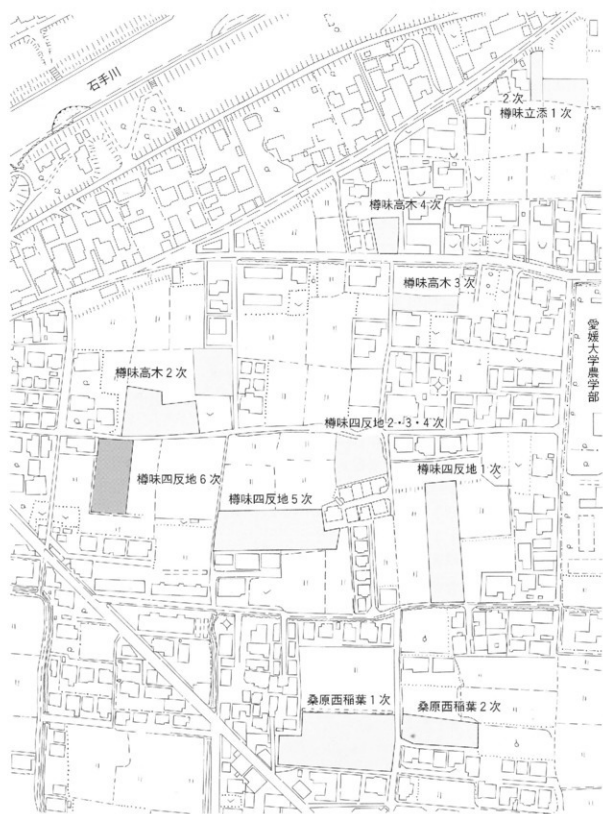 石手川
2次
樽味立添1次
樽味高木4次
樽味高木3次
愛媛大学農学部
樽味高木2次
樽味四反地2・3・4次
樽味四反地6次
樽味四反地5次
樽味四反地1次
桑原西稲葉1次
桑原西稲葉2次